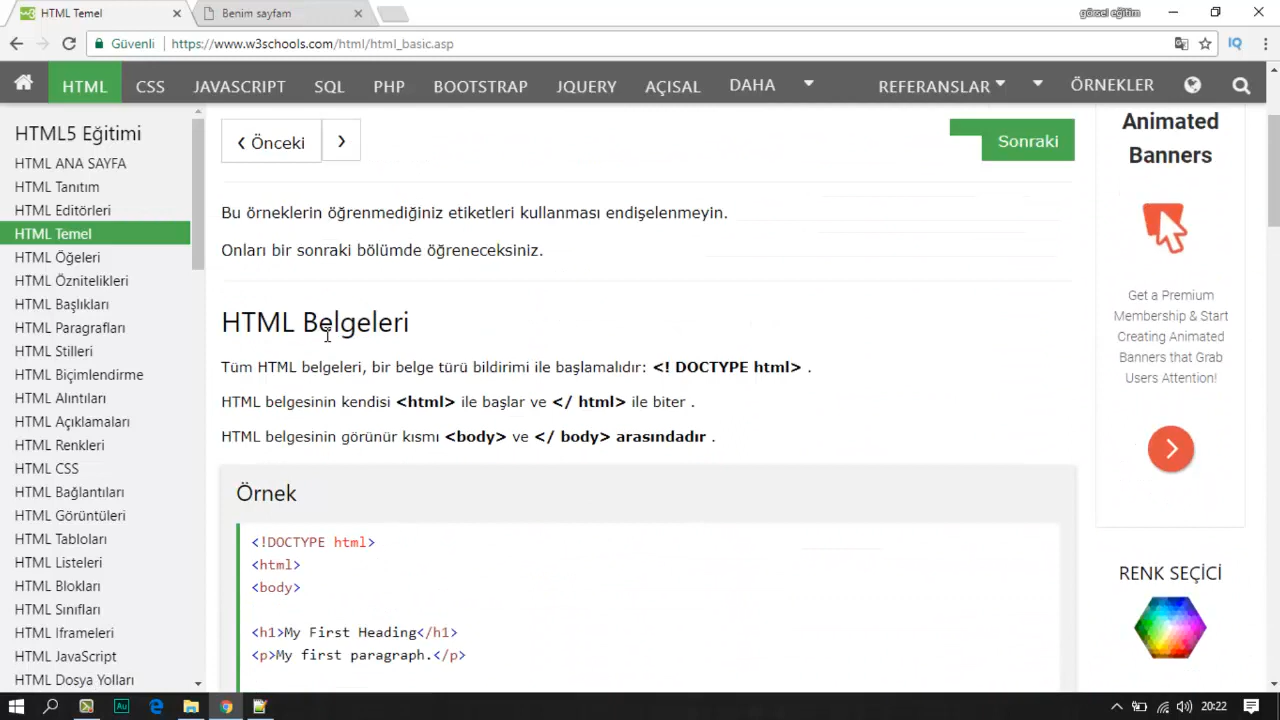 HTML Temel
Benim sayfam
görsel eğitim
Güvenli
https://www.w3schools.com/html/html_basic.asp
IQ
HTML CSS JAVASCRIPT SQL PHP BOOTSTRAP JQUERY AÇISAL DAHA REFERANSLAR ÖRNEKLER
HTML5 Eğitimi
HTML ANA SAYFA
HTML Tanıtım
HTML Editörleri
HTML Temel
HTML Öğeleri
HTML Öznitelikleri
HTML Başlıkları
HTML Paragrafları
HTML Stilleri
HTML Biçimlendirme
HTML Alıntıları
HTML Açıklamaları
HTML Renkleri
HTML CSS
HTML Bağlantıları
HTML Görüntüleri
HTML Tabloları
HTML Listeleri
HTML Blokları
HTML Sınıfları
HTML Iframeleri
HTML JavaScript
HTML Dosya Yolları
❮ Önceki
❯
Sonraki
Bu örneklerin öğrenmediğiniz etiketleri kullanması endişelenmeyin.
Onları bir sonraki bölümde öğreneceksiniz.
HTML Belgeleri
Tüm HTML belgeleri, bir belge türü bildirimi ile başlamalıdır: <! DOCTYPE html> .
HTML belgesinin kendisi <html> ile başlar ve </ html> ile biter .
HTML belgesinin görünür kısmı <body> ve </ body> arasındadır .
Örnek
<!DOCTYPE html>
<html>
<body>
<h1>My First Heading</h1>
<p>My first paragraph.</p>
Animated
Banners
Get a Premium
Membership & Start
Creating Animated
Banners that Grab
Users Attention!
RENK SEÇİCİ
Au
20:22